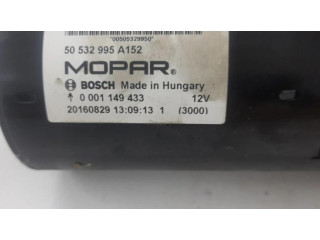 "00505329950"
50 532 995 A152
MOPAR®
BOSCH Made in Hungary
↑ 0 001 149 433 12V
20160829 13:09:13 1 (3000)